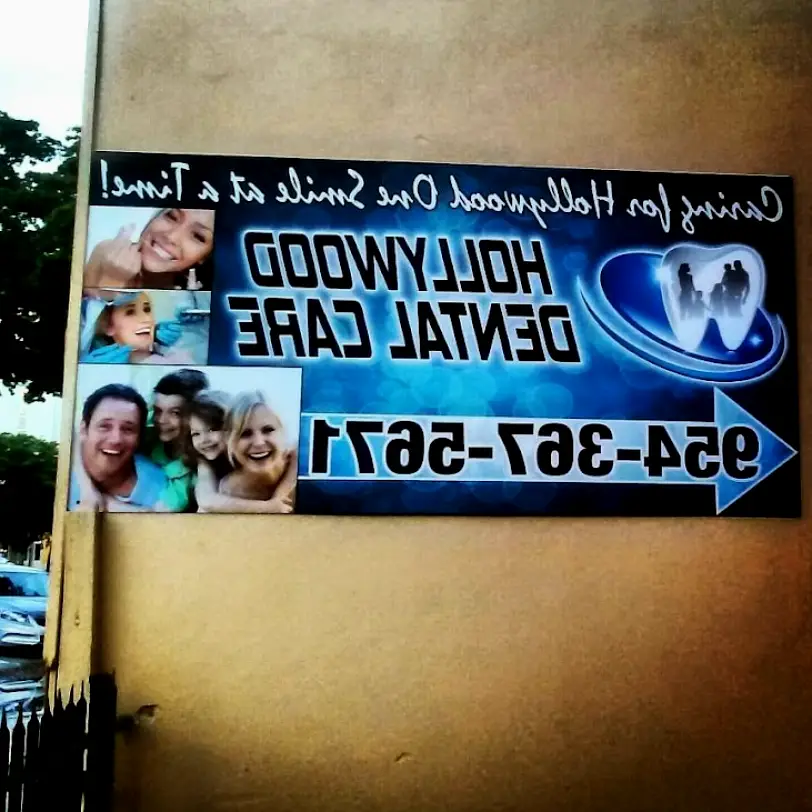 Caring for Hollywood One Smile at a Time!
HOLLYWOOD
DENTAL CARE
954-367-5671